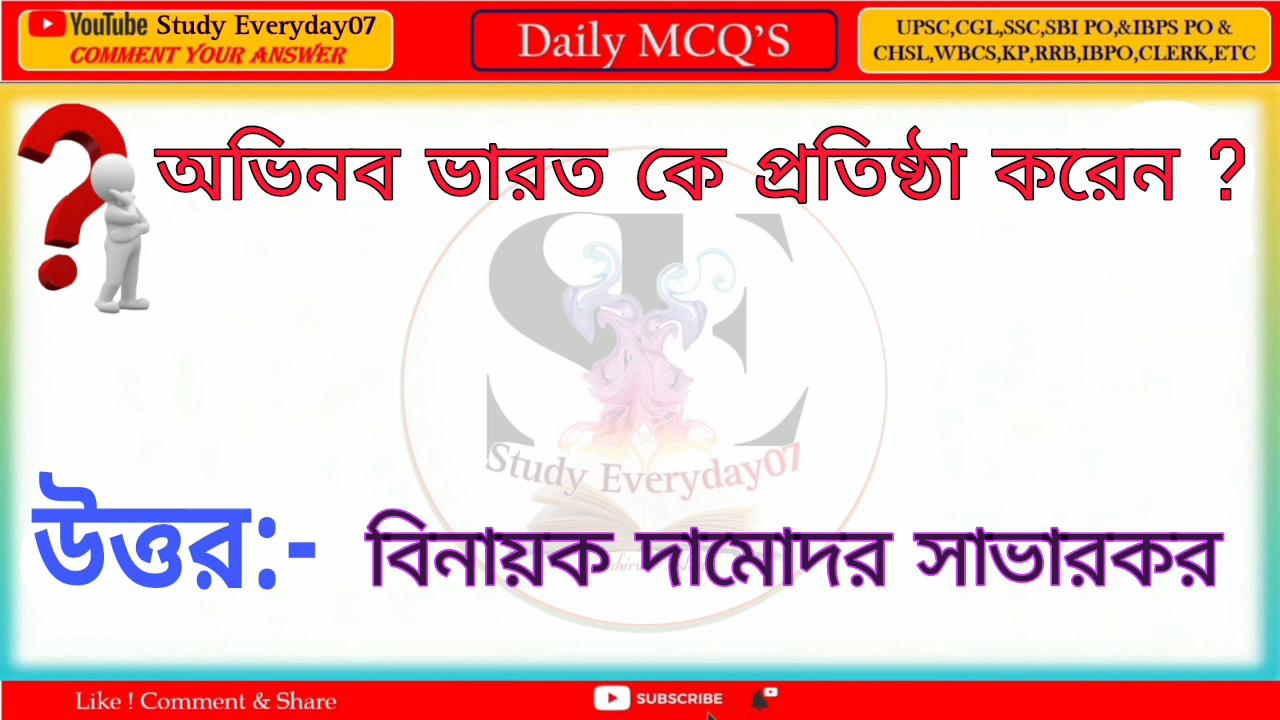 YouTube Study Everyday07
COMMENT YOUR ANSWER
Daily MCQ'S
UPSC,CGL,SSC,SBI PO,&IBPS PO &
CHSL,WBCS,KP,RRB,IBPO,CLERK,ETC
অভিনব ভারত কে প্রতিষ্ঠা করেন ?
SE
Study Everyday07
উত্তর:- বিনায়ক দামোদর সাভারকর
Like ! Comment & Share
SUBSCRIBE